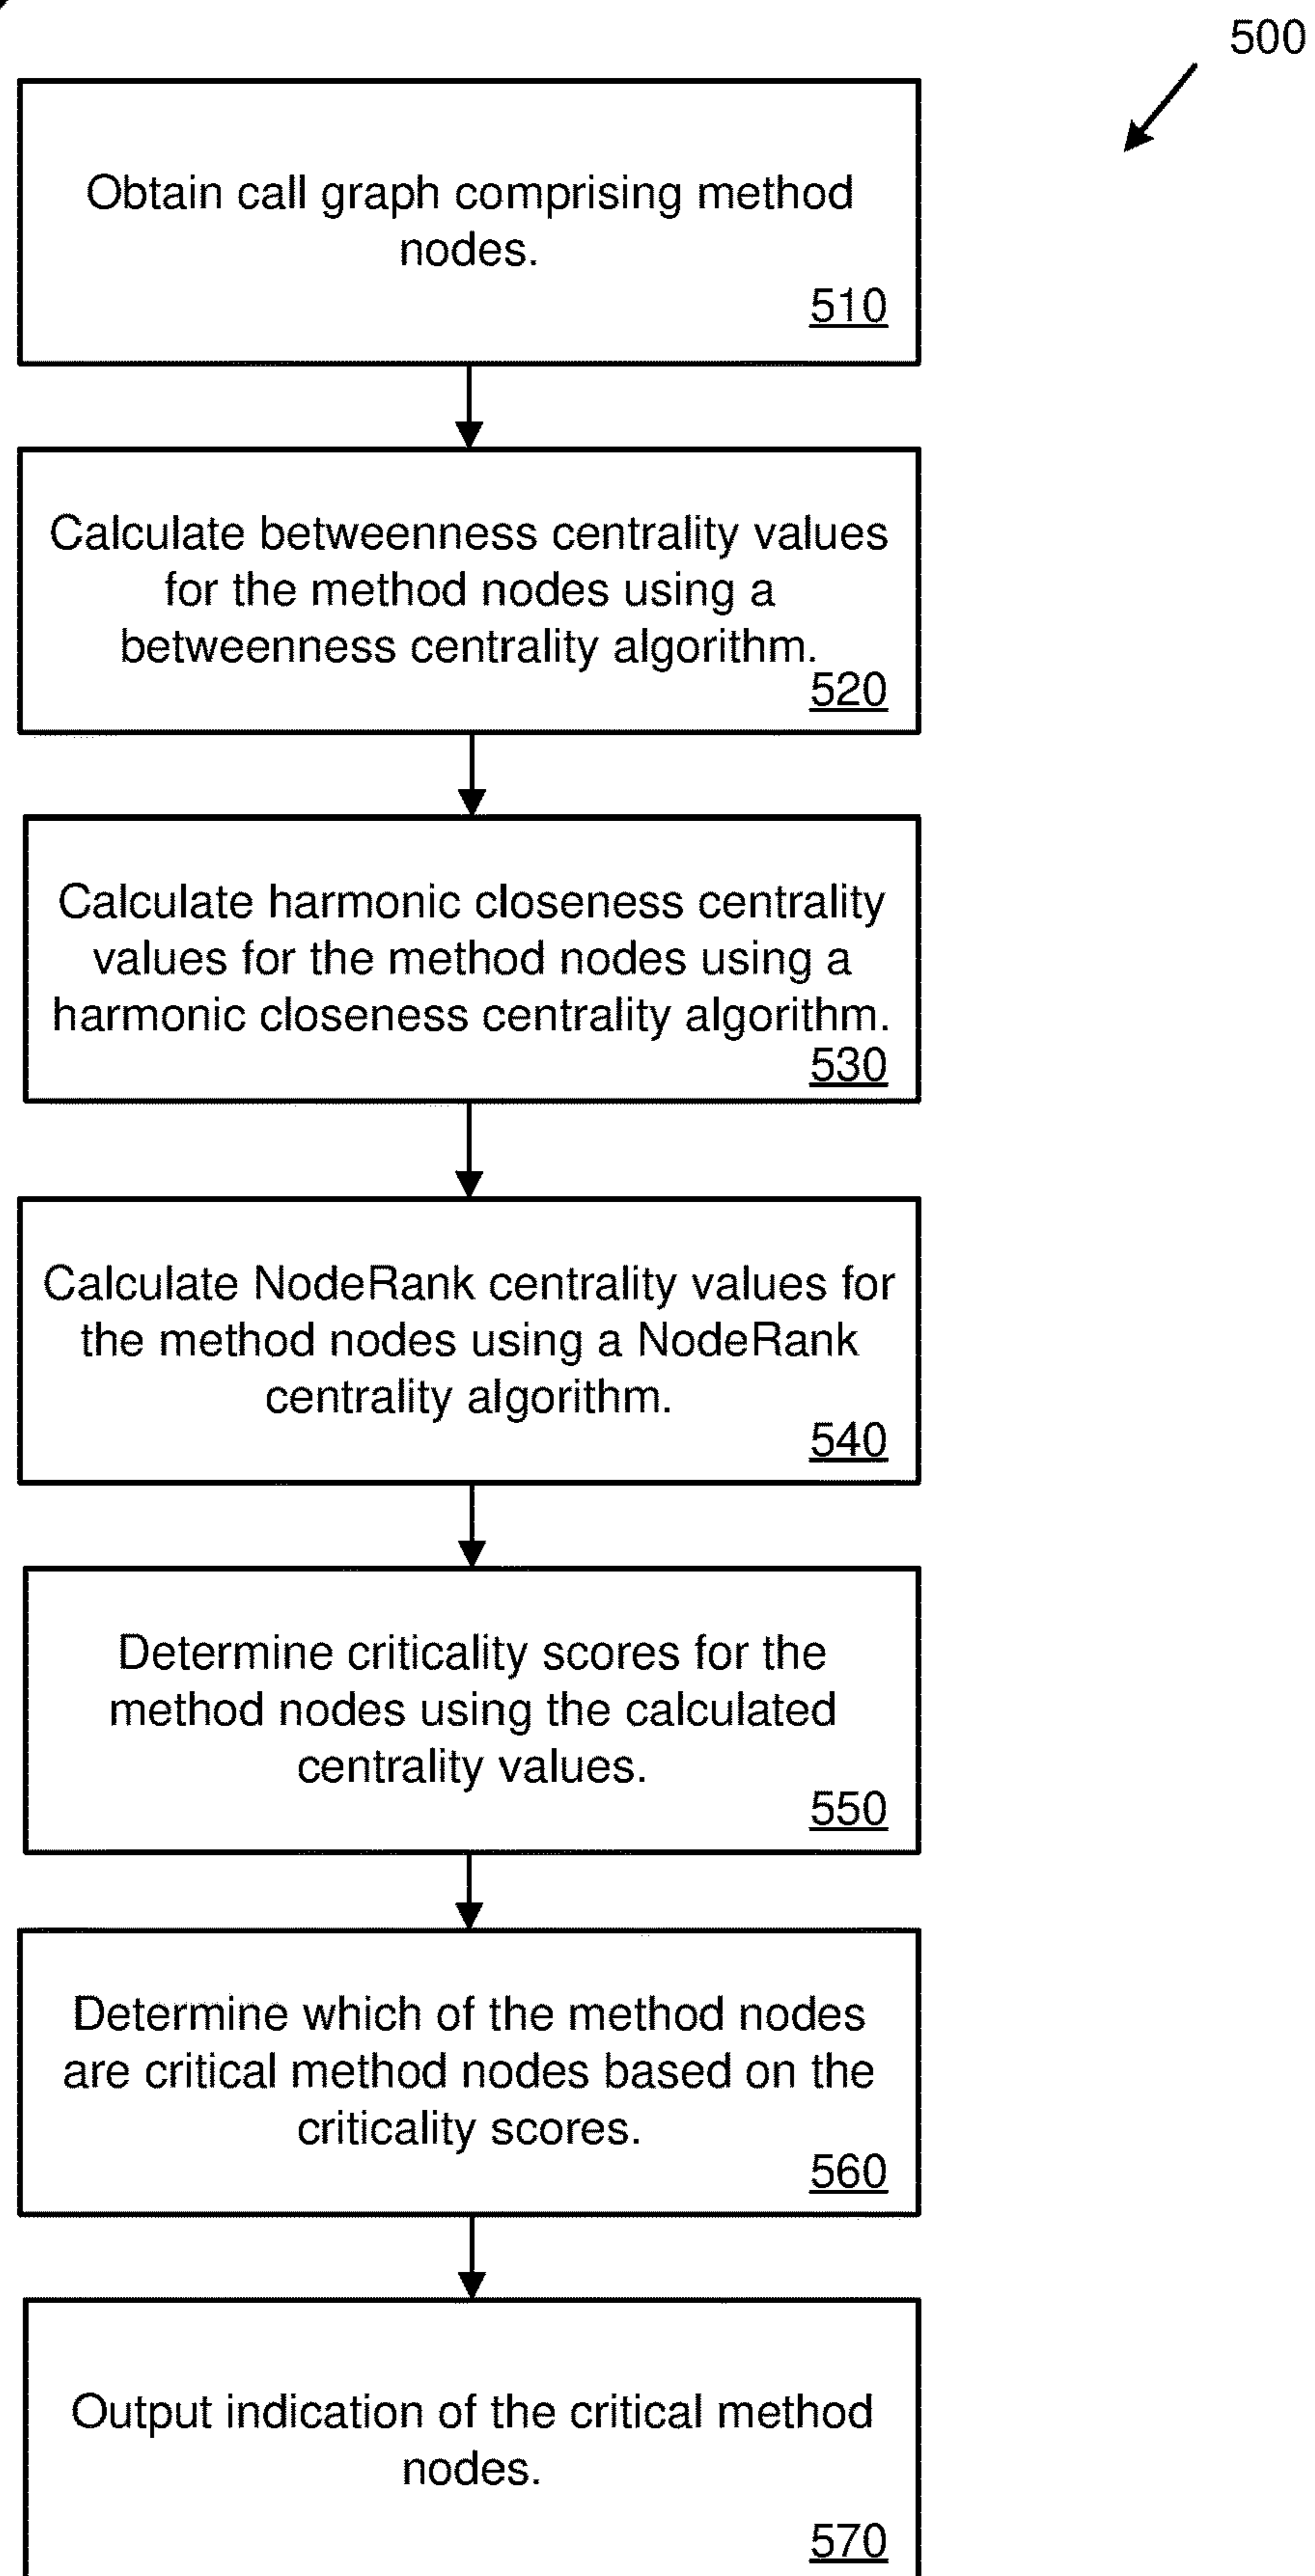 500
Obtain call graph comprising method
nodes.
510
Calculate betweenness centrality values
for the method nodes using a
betweenness centrality algorithm.
520
Calculate harmonic closeness centrality
values for the method nodes using a
harmonic closeness centrality algorithm.
530
Calculate NodeRank centrality values for
the method nodes using a NodeRank
centrality algorithm.
540
Determine criticality scores for the
method nodes using the calculated
centrality values.
550
Determine which of the method nodes
are critical method nodes based on the
criticality scores.
560
Output indication of the critical method
nodes.
570